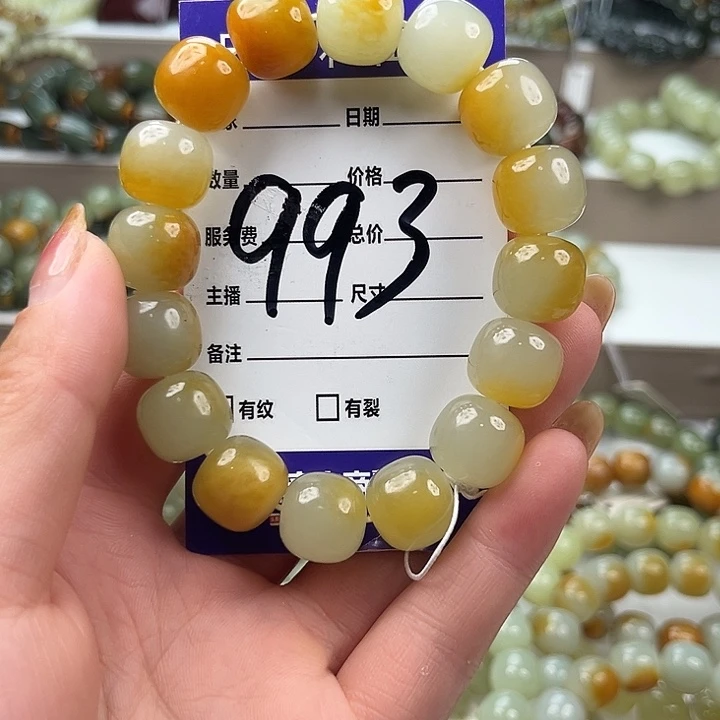 日期
数量 价格
服务费 总价
993
主播 尺寸
备注
有纹 有裂